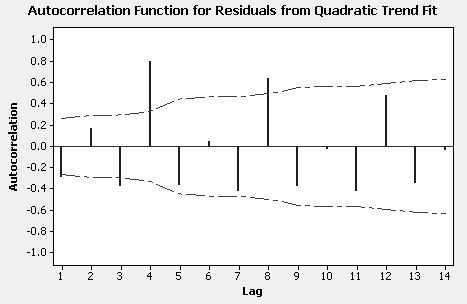 Autocorrelation Function for Residuals from Quadratic Trend Fit
Autocorrelation
1.0
0.8
0.6
0.4
0.2
0.0
-0.2
-0.4
-0.6
-0.8
-1.0
1 2 3 4 5 6 7 8 9 10 11 12 13 14
Lag